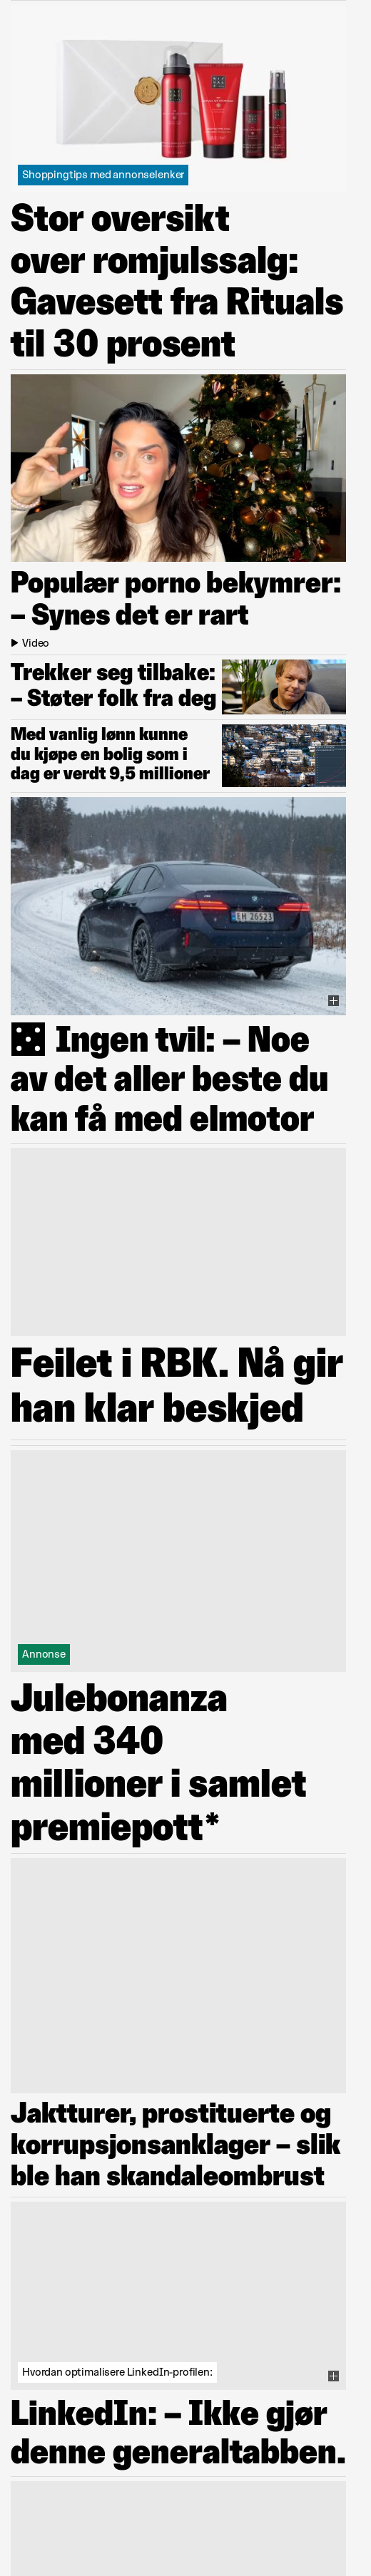 Shoppingtips med annonselenker
Stor oversikt
over romjulssalg:
Gavesett fra Rituals
til 30 prosent
Populær porno bekymrer:
– Synes det er rart
Video
Trekker seg tilbake:
– Støter folk fra deg
Med vanlig lønn kunne
du kjøpe en bolig som i
dag er verdt 9,5 millioner
EH 26523
Ingen tvil: – Noe
av det aller beste du
kan få med elmotor
Feilet i RBK. Nå gir
han klar beskjed
Annonse
Julebonanza
med 340
millioner i samlet
premiepott*
Jaktturer, prostituerte og
korrupsjonsanklager – slik
ble han skandaleombrust
Hvordan optimalisere LinkedIn-profilen:
LinkedIn: – Ikke gjør
denne generaltabben.